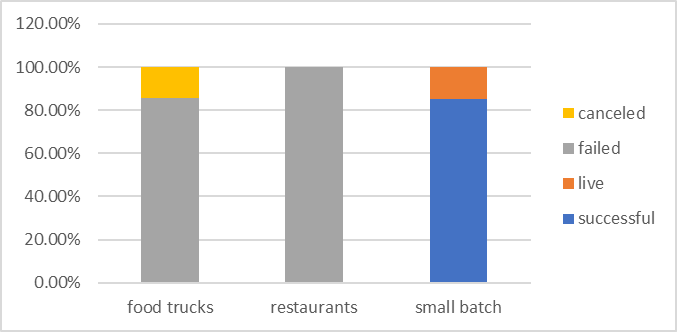 120.00%
100.00%
80.00%
60.00%
40.00%
20.00%
0.00%
food trucks
restaurants
small batch
canceled
failed
live
successful